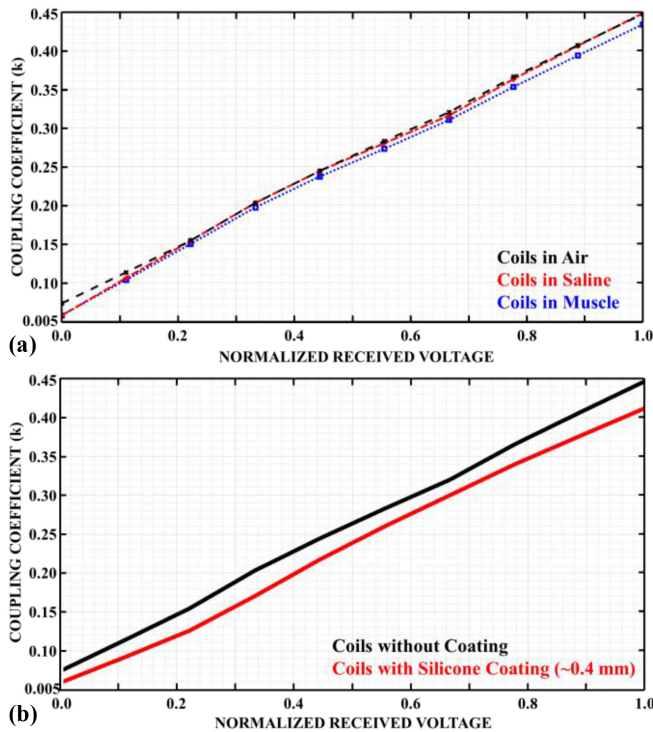 0.45
0.40
0.35
0.30
0.25
0.20
0.15
0.10
0.005
COUPLING COEFFICIENT (k)
Coils in Air
Coils in Saline
Coils in Muscle
0.0 0.2 0.4 0.6 0.8 1.0
NORMALIZED RECEIVED VOLTAGE
(a)
0.45
0.40
0.35
0.30
0.25
0.20
0.15
0.10
0.005
COUPLING COEFFICIENT (k)
Coils without Coating
Coils with Silicone Coating (~0.4 mm)
0.0 0.2 0.4 0.6 0.8 1.0
NORMALIZED RECEIVED VOLTAGE
(b)